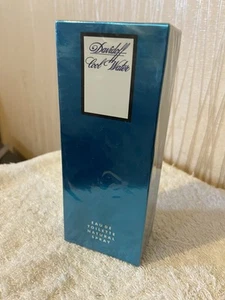 Davidoff
Cool Water
EAU DE
TOILETTE
NATURAL
SPRAY